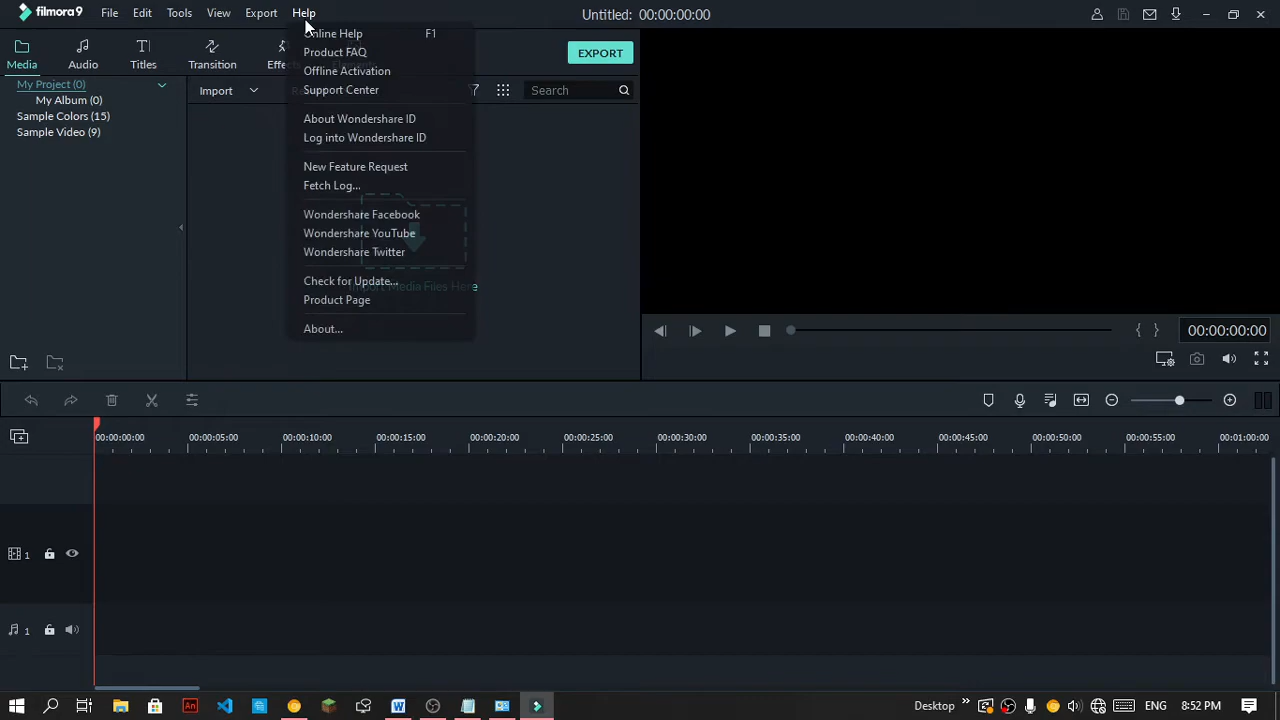 filmora9 File Edit Tools View Export Help Untitled: 00:00:00:00
Media Audio Titles Transition EXPORT
My Project (0)
My Album (0)
Sample Colors (15)
Sample Video (9)
Import Search
Online Help F1
Product FAQ
Offline Activation
Support Center
About Wondershare ID
Log into Wondershare ID
New Feature Request
Fetch Log...
Wondershare Facebook
Wondershare YouTube
Wondershare Twitter
Check for Update...
Product Page
About...
Import Media Files Here
{ } 00:00:00:00
00:00:00:00 00:00:05:00 00:00:10:00 00:00:15:00 00:00:20:00 00:00:25:00 00:00:30:00 00:00:35:00 00:00:40:00 00:00:45:00 00:00:50:00 00:00:55:00 00:01:00:00
1
1
An W Desktop » ENG 8:52 PM